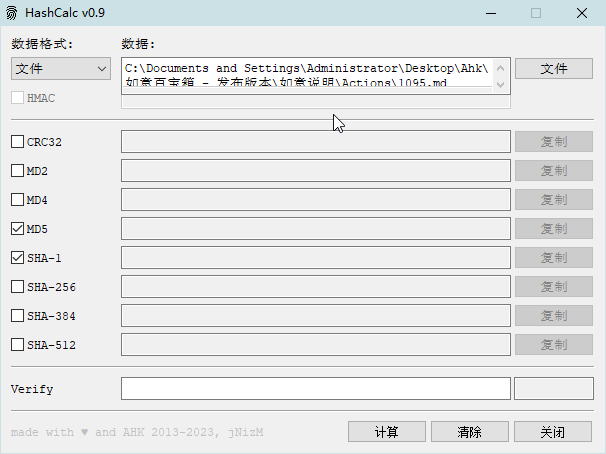 HashCalc v0.9
数据格式:
数据:
文件
C:\Documents and Settings\Administrator\Desktop\Ahk\
如意百宝箱 - 发布版本\如意说明\Actions\1095.md
文件
HMAC
CRC32
复制
MD2
复制
MD4
复制
MD5
复制
SHA-1
复制
SHA-256
复制
SHA-384
复制
SHA-512
复制
Verify
made with ♥ and AHK 2013-2023, jNizM
计算
清除
关闭